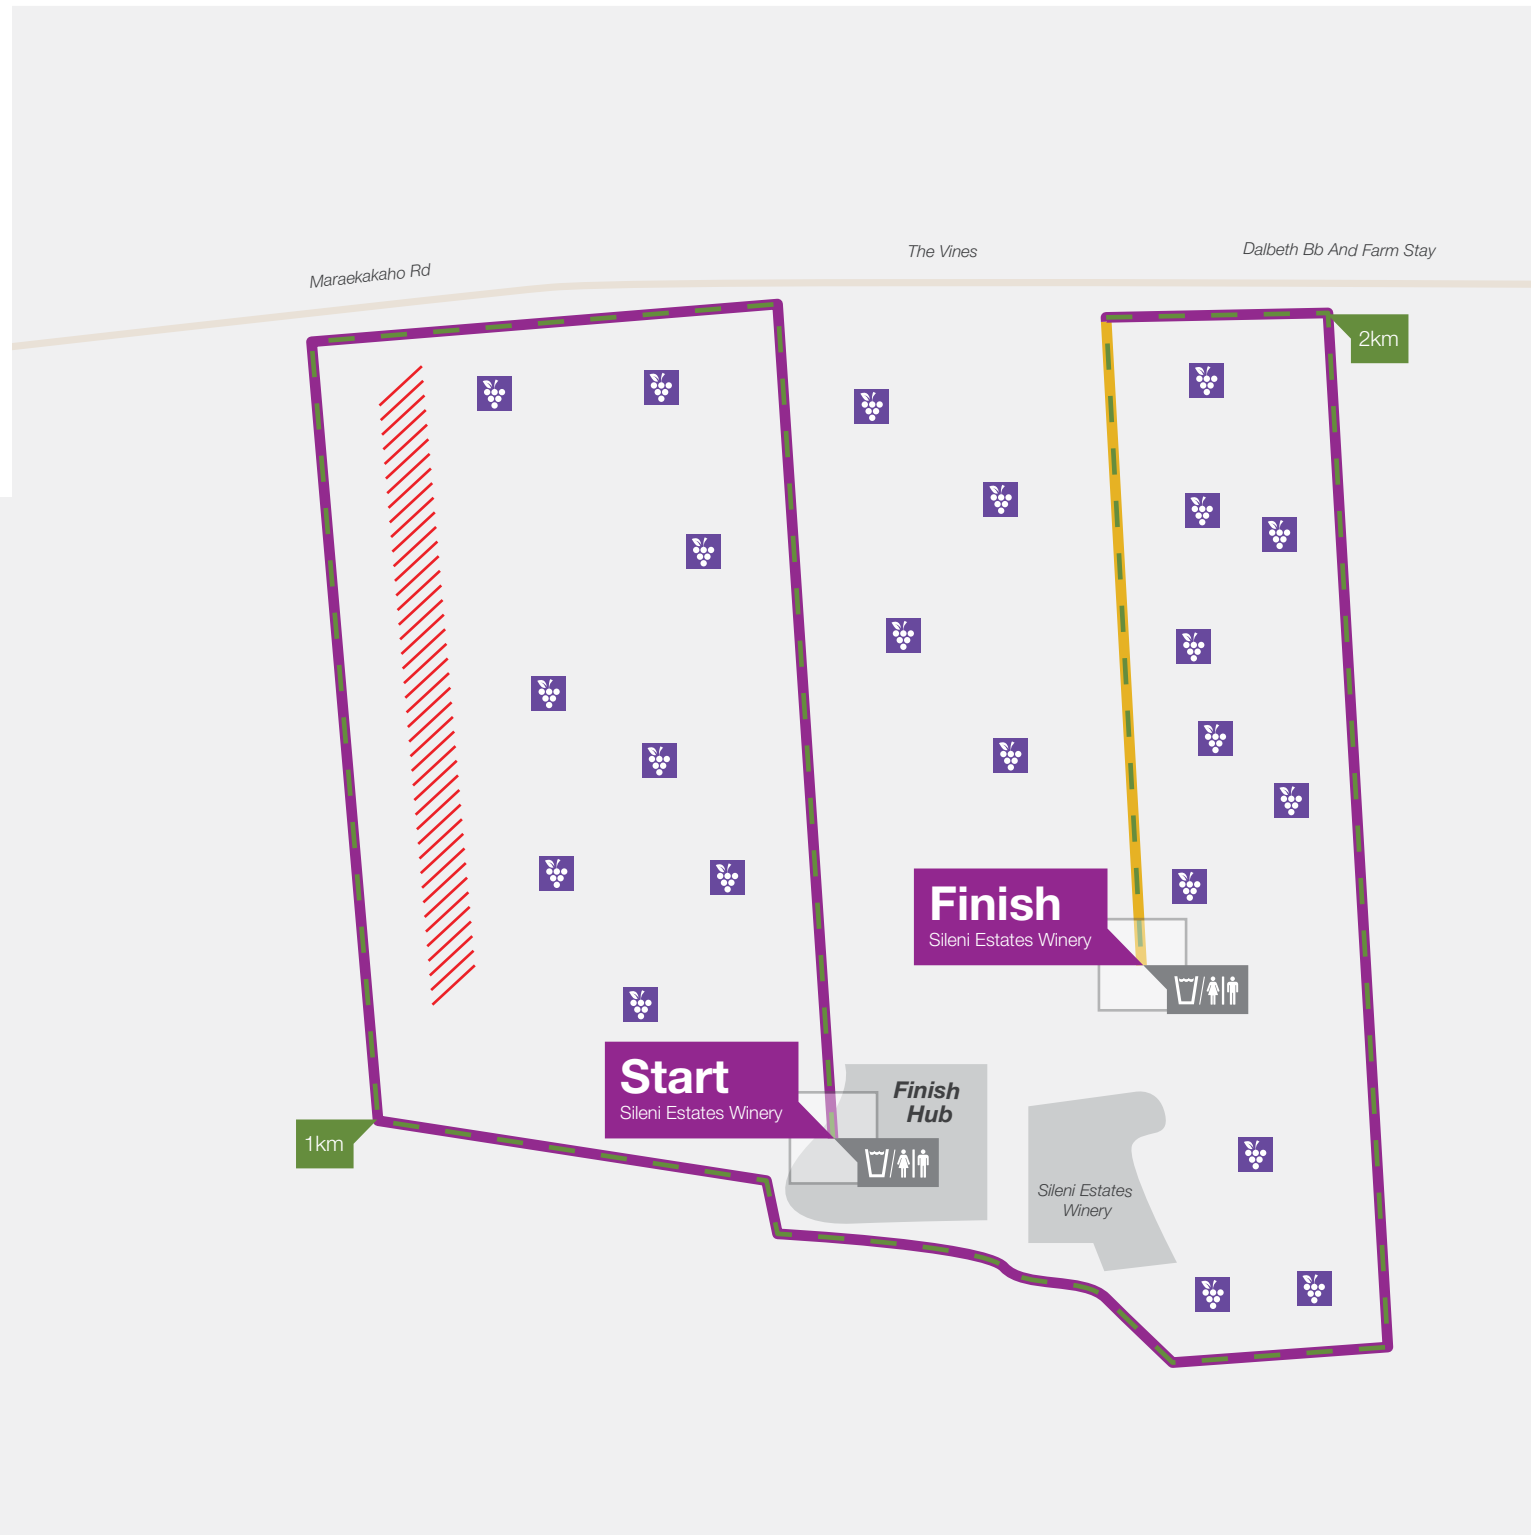 The Vines
Dalbeth Bb And Farm Stay
Maraekakaho Rd
2km
Finish
Sileni Estates Winery
Start
Sileni Estates Winery
Finish
Hub
1km
Sileni Estates
Winery